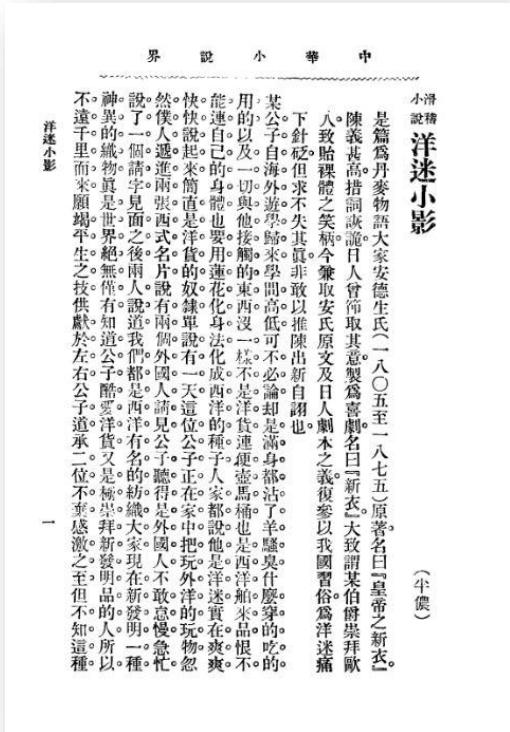 中華小說界
滑稽小說 洋迷小影
（半儂）
是篇爲丹麥物語大家安德生氏（一八〇五至一八七五）原著名曰『皇帝之新衣』
陳義甚高措詞詼詭日人曾節取其意製爲喜劇名曰『新衣』大致謂某伯爵崇拜歐
人致貽裸體之笑柄今兼取安氏原文及日人劇本之義復參以我國習俗爲洋迷痛
下針砭但求不失其眞非敢以推陳出新自詡也
某公子自海外遊學歸來學問高低可不必論却是滿身都沾了羊騷臭什麼穿的吃的
用的以及一切與他接觸的東西沒一樣不是洋貨連便壺馬桶也是西洋舶來品恨不
能連自己的身體也要用蓮花化身法化成西洋的種子人家都說他是洋迷實在爽爽
快快說起來簡直是洋貨的奴隸單說有一天這位公子正在家中把玩外洋的玩物忽
然僕人遞進兩張西式名片說有兩個外國人請見公子聽得是外國人不敢怠慢急忙
說了一個請字見面之後兩人說道我們都是西洋有名的紡織大家現在新發明一種
神異的織物眞是世界絕無僅有知道公子酷愛洋貨又是極崇拜新發明品的人所以
不遠千里而來願竭平生之技供獻於左右公子道承二位不棄感激之至但不知這種
洋迷小影
一